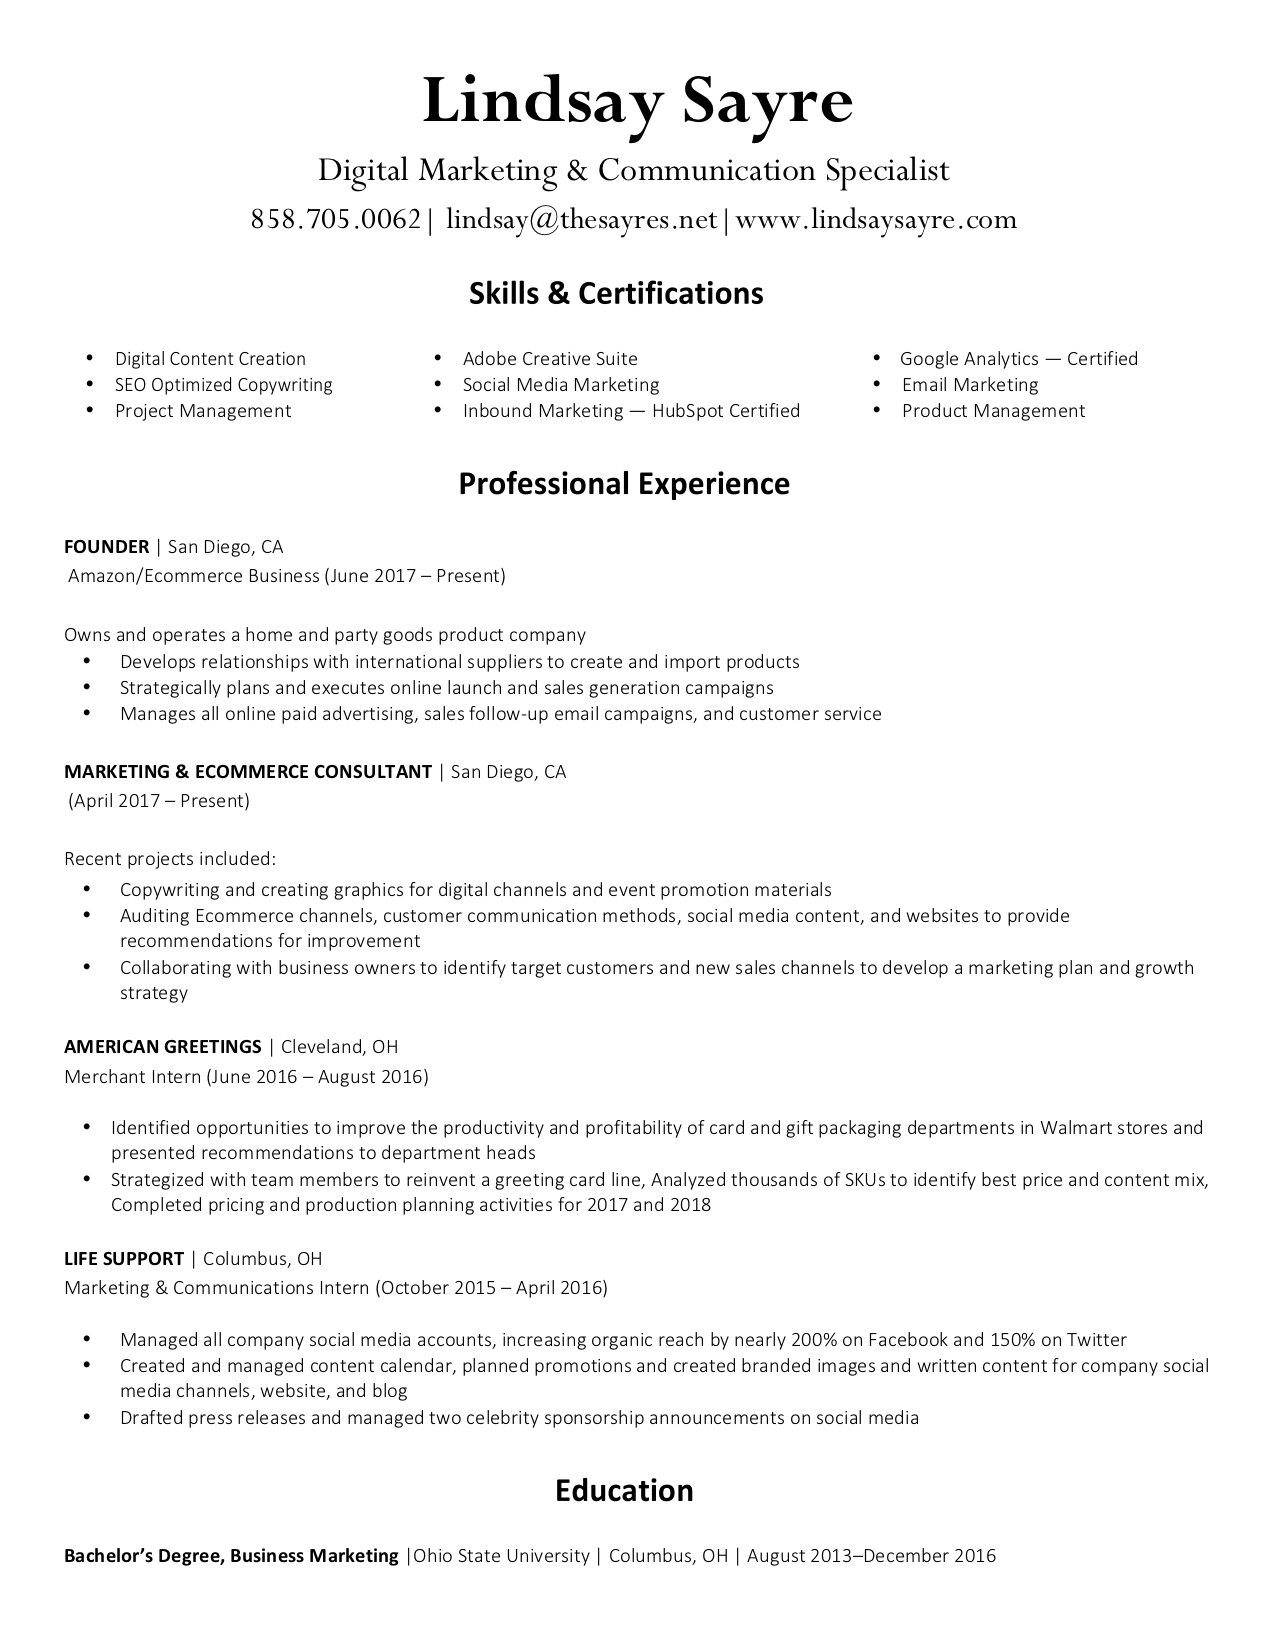 Lindsay Sayre
Digital Marketing & Communication Specialist
858.705.0062| lindsay@thesayres.net|www.lindsaysayre.com
Skills & Certifications
• Digital Content Creation
• SEO Optimized Copywriting
• Project Management
• Adobe Creative Suite
• Social Media Marketing
• Inbound Marketing — HubSpot Certified
• Google Analytics — Certified
• Email Marketing
• Product Management
Professional Experience
FOUNDER | San Diego, CA
Amazon/Ecommerce Business (June 2017 – Present)
Owns and operates a home and party goods product company
• Develops relationships with international suppliers to create and import products
• Strategically plans and executes online launch and sales generation campaigns
• Manages all online paid advertising, sales follow-up email campaigns, and customer service
MARKETING & ECOMMERCE CONSULTANT | San Diego, CA
(April 2017 – Present)
Recent projects included:
• Copywriting and creating graphics for digital channels and event promotion materials
• Auditing Ecommerce channels, customer communication methods, social media content, and websites to provide
recommendations for improvement
• Collaborating with business owners to identify target customers and new sales channels to develop a marketing plan and growth
strategy
AMERICAN GREETINGS | Cleveland, OH
Merchant Intern (June 2016 – August 2016)
• Identified opportunities to improve the productivity and profitability of card and gift packaging departments in Walmart stores and
presented recommendations to department heads
• Strategized with team members to reinvent a greeting card line, Analyzed thousands of SKUs to identify best price and content mix,
Completed pricing and production planning activities for 2017 and 2018
LIFE SUPPORT | Columbus, OH
Marketing & Communications Intern (October 2015 – April 2016)
• Managed all company social media accounts, increasing organic reach by nearly 200% on Facebook and 150% on Twitter
• Created and managed content calendar, planned promotions and created branded images and written content for company social
media channels, website, and blog
• Drafted press releases and managed two celebrity sponsorship announcements on social media
Education
Bachelor’s Degree, Business Marketing |Ohio State University | Columbus, OH | August 2013–December 2016